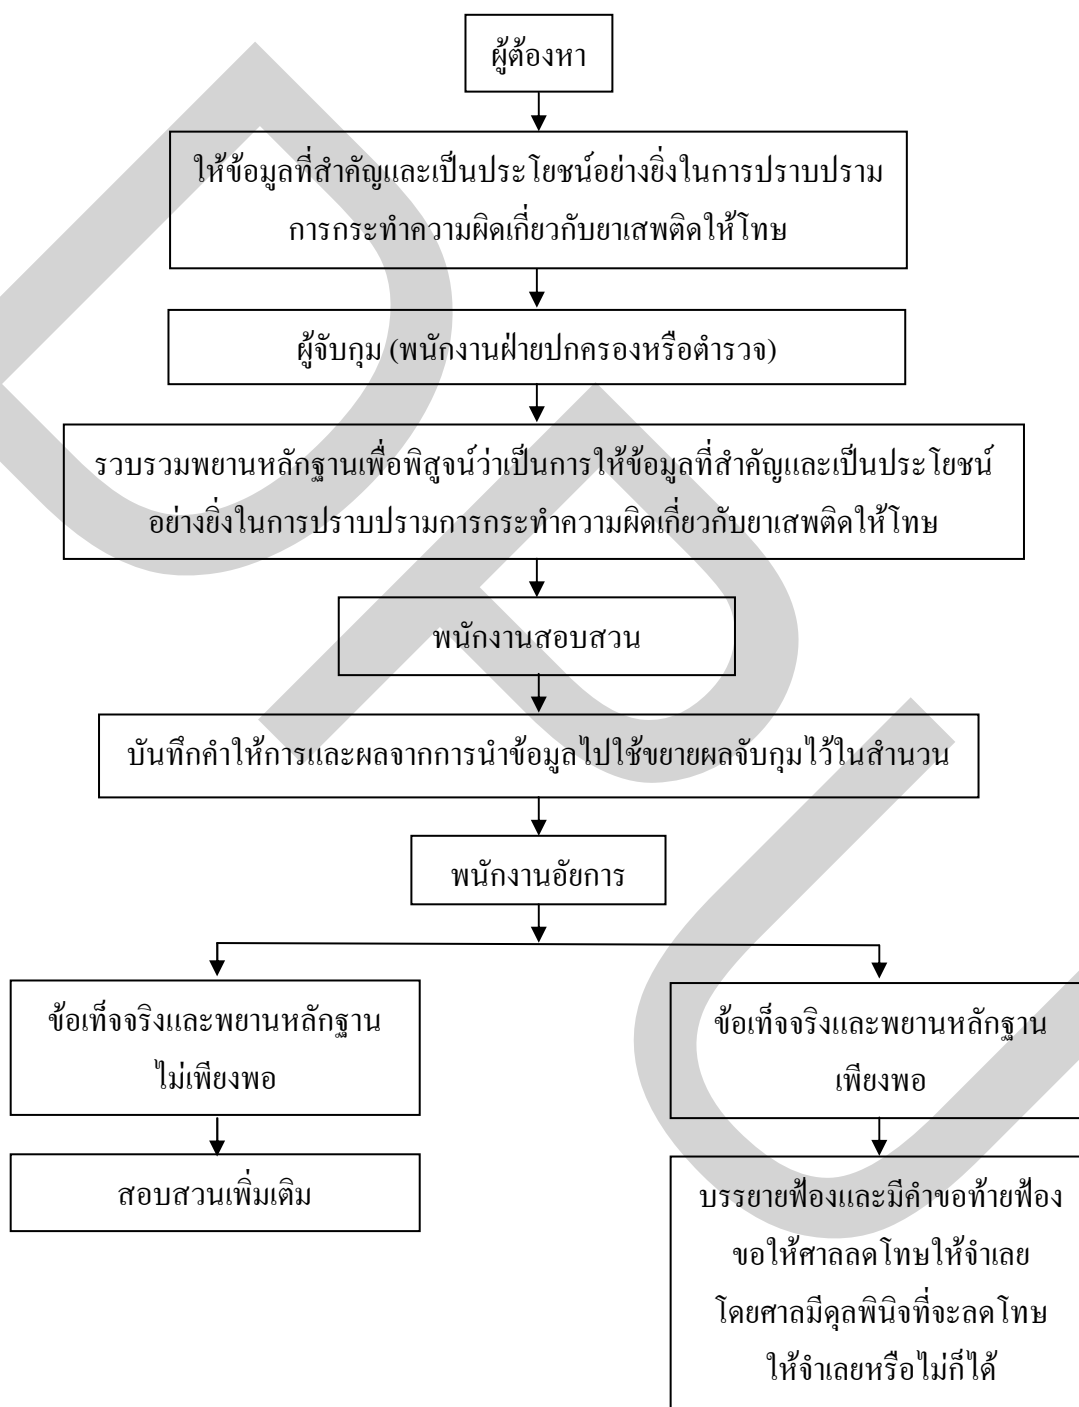 ผู้ต้องหา
ให้ข้อมูลที่สำคัญและเป็นประโยชน์อย่างยิ่งในการปราบปราม
การกระทำความผิดเกี่ยวกับยาเสพติดให้โทษ
ผู้จับกุม (พนักงานฝ่ายปกครองหรือตำรวจ)
รวบรวมพยานหลักฐานเพื่อพิสูจน์ว่าเป็นการให้ข้อมูลที่สำคัญและเป็นประโยชน์
อย่างยิ่งในการปราบปรามการกระทำความผิดเกี่ยวกับยาเสพติดให้โทษ
พนักงานสอบสวน
บันทึกคำให้การและผลจากการนำข้อมูลไปใช้ขยายผลจับกุมไว้ในสำนวน
พนักงานอัยการ
ข้อเท็จจริงและพยานหลักฐาน
ไม่เพียงพอ
สอบสวนเพิ่มเติม
ข้อเท็จจริงและพยานหลักฐาน
เพียงพอ
บรรยายฟ้องและมีคำขอท้ายฟ้อง
ขอให้ศาลลดโทษให้จำเลย
โดยศาลมีดุลพินิจที่จะลดโทษ
ให้จำเลยหรือไม่ก็ได้
DPU